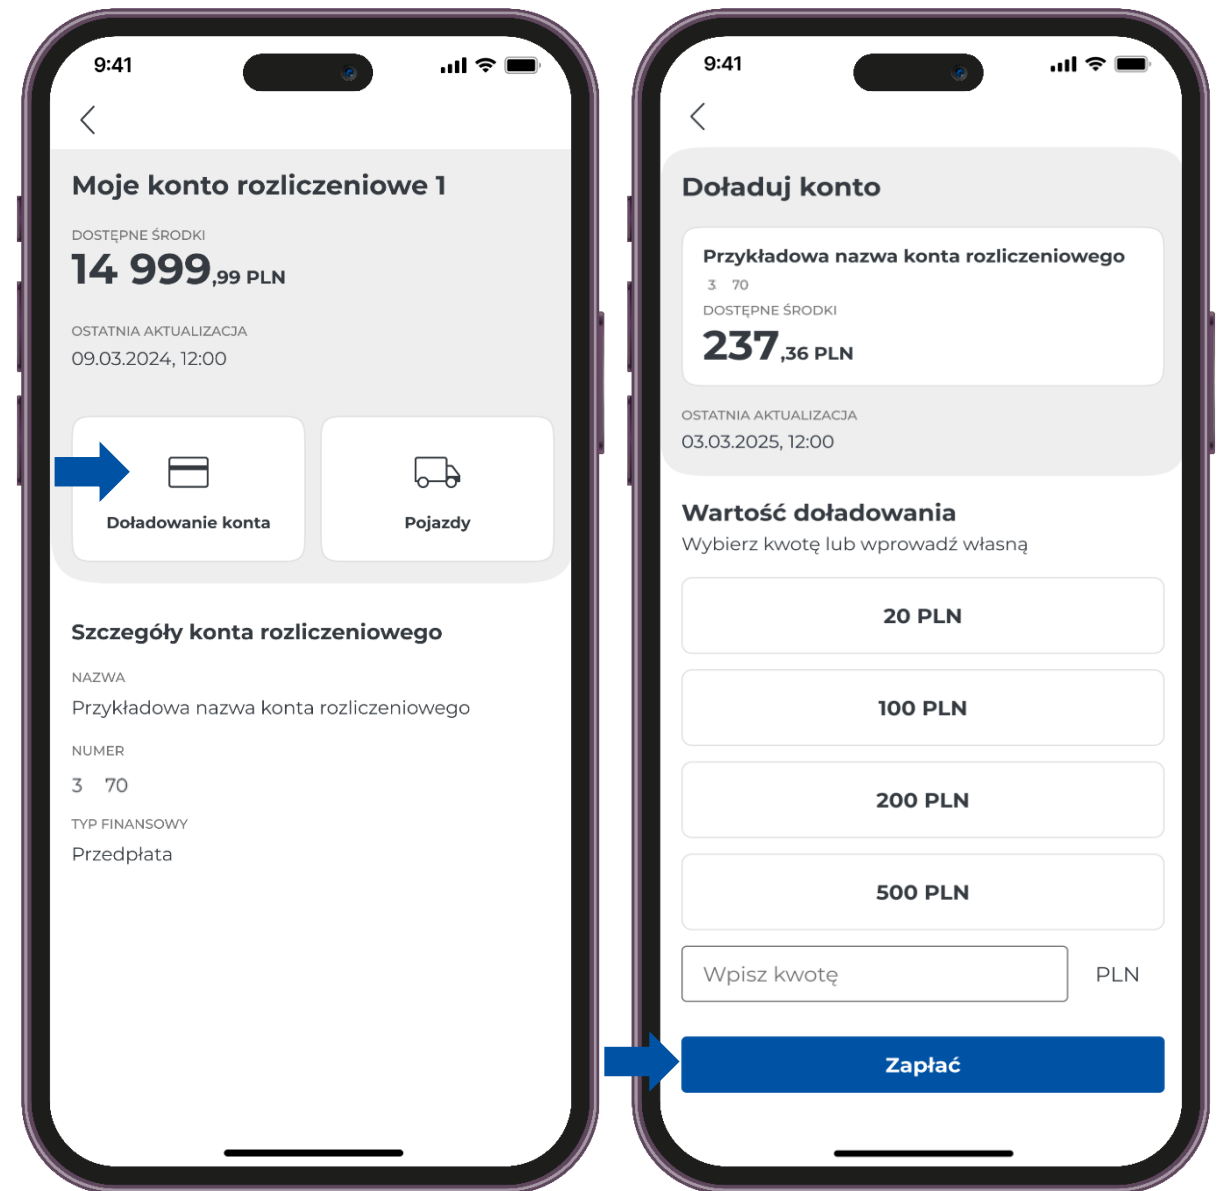 9:41
Moje konto rozliczeniowe 1
DOSTĘPNE ŚRODKI
14 999,99 PLN
OSTATNIA AKTUALIZACJA
09.03.2024, 12:00
Doładowanie konta
Pojazdy
Szczegóły konta rozliczeniowego
NAZWA
Przykładowa nazwa konta rozliczeniowego
NUMER
3 70
TYP FINANSOWY
Przedpłata
9:41
Doładuj konto
Przykładowa nazwa konta rozliczeniowego
3 70
DOSTĘPNE ŚRODKI
237,36 PLN
OSTATNIA AKTUALIZACJA
03.03.2025, 12:00
Wartość doładowania
Wybierz kwotę lub wprowadź własną
20 PLN
100 PLN
200 PLN
500 PLN
Wpisz kwotę PLN
Zapłać